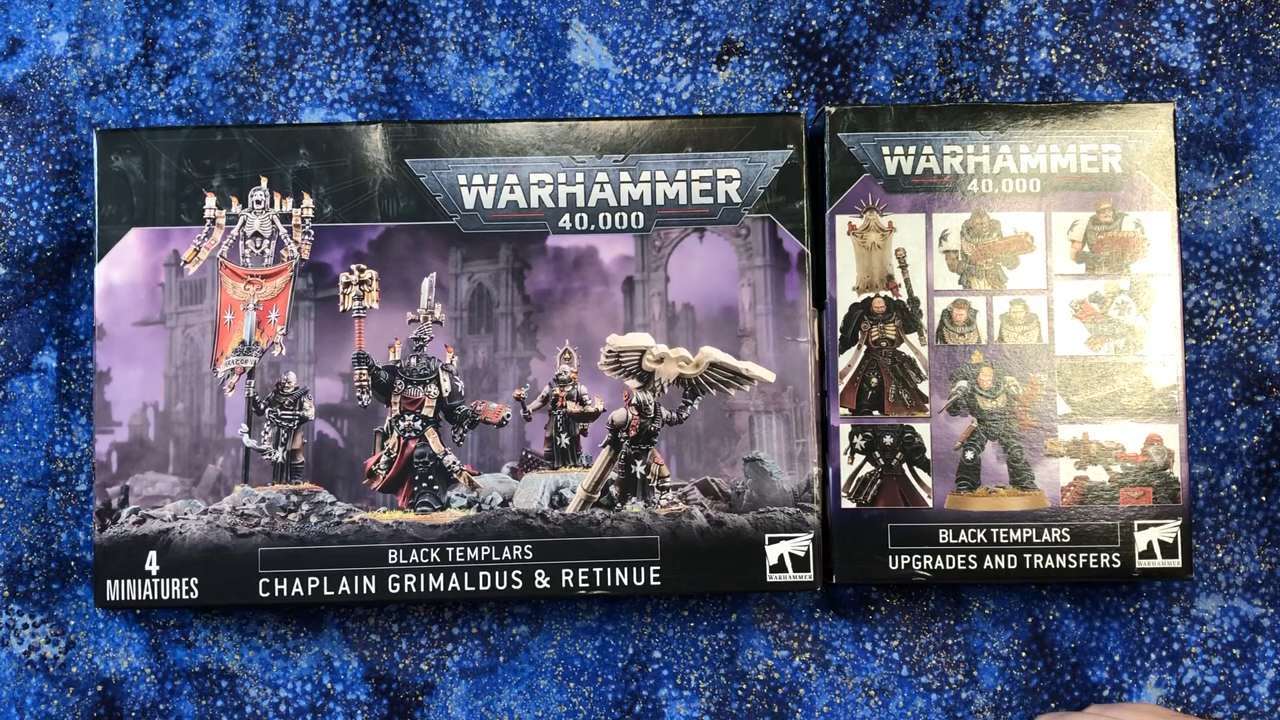 WARHAMMER
40,000
4
MINIATURES
BLACK TEMPLARS
CHAPLAIN GRIMALDUS & RETINUE
WARHAMMER
WARHAMMER
40,000
BLACK TEMPLARS
UPGRADES AND TRANSFERS
WARHAMMER